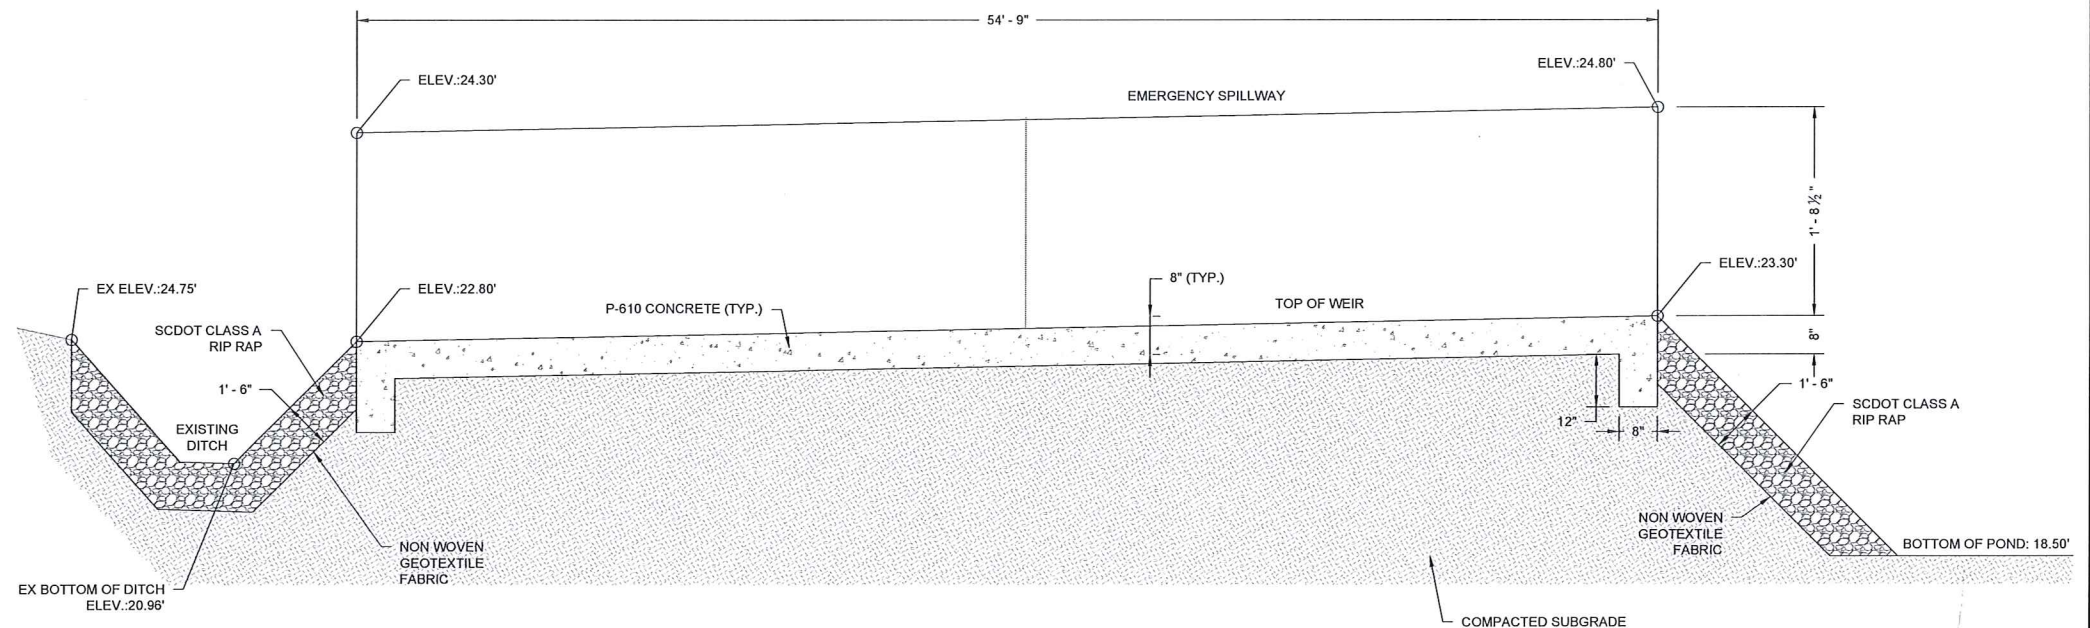 54' - 9"
ELEV.:24.30'
ELEV.:24.80'
EMERGENCY SPILLWAY
1' - 8 1/2"
EX ELEV.:24.75'
ELEV.:22.80'
ELEV.:23.30'
8" (TYP.)
P-610 CONCRETE (TYP.)
TOP OF WEIR
SCDOT CLASS A
RIP RAP
8"
1' - 6"
1' - 6"
SCDOT CLASS A
RIP RAP
EXISTING
DITCH
12"
8"
NON WOVEN
GEOTEXTILE
FABRIC
NON WOVEN
GEOTEXTILE
FABRIC
BOTTOM OF POND: 18.50'
EX BOTTOM OF DITCH
ELEV.:20.96'
COMPACTED SUBGRADE